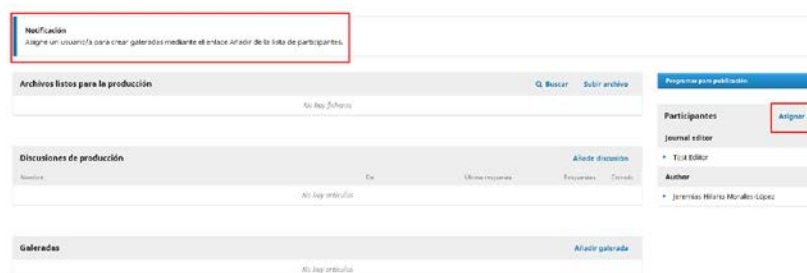 Notificación
Asigne un usuario/a para crear galeradas mediante el enlace Añadir de la lista de participantes.
Archivos listos para la producción
Buscar
Subir archivo
No hay ficheros
Discusiones de producción
Añade discusión
Nombre
De
Última respuesta
Respuestas
Cerrado
No hay artículos
Galeradas
Añadir galerada
No hay artículos
Programar para publicación
Participantes
Asignar
Journal editor
Test Editor
Author
Jeremías Hilario Morales-López